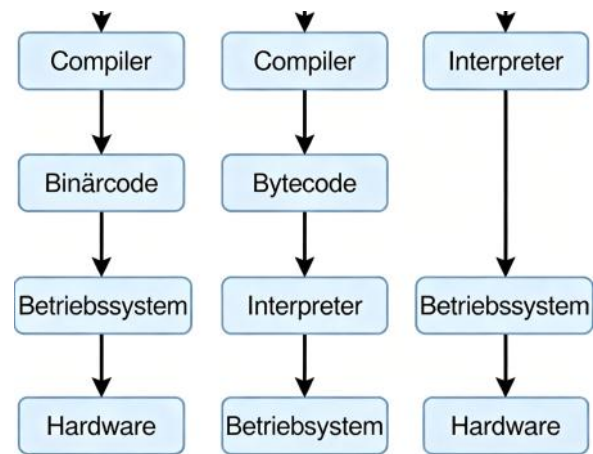 Compiler
Compiler
Interpreter
Binärcode
Bytecode
Betriebssystem
Interpreter
Betriebssystem
Hardware
Betriebsystem
Hardware